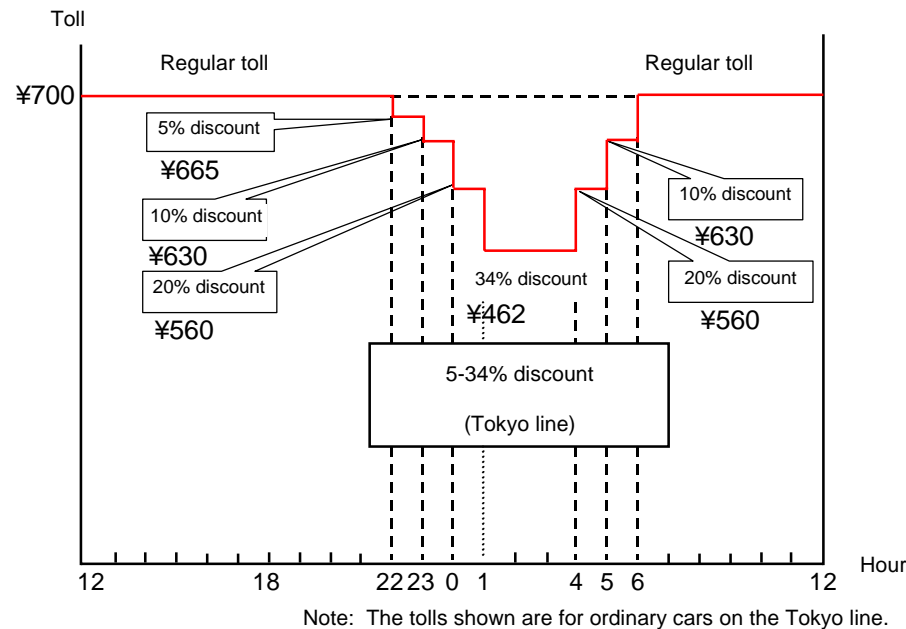 Toll
Regular toll
Regular toll
¥700
5% discount
¥665
10% discount
¥630
20% discount
¥560
34% discount
¥462
10% discount
¥630
20% discount
¥560
5-34% discount
(Tokyo line)
12 18 22 23 0 1 4 5 6 12
Hour
Note: The tolls shown are for ordinary cars on the Tokyo line.